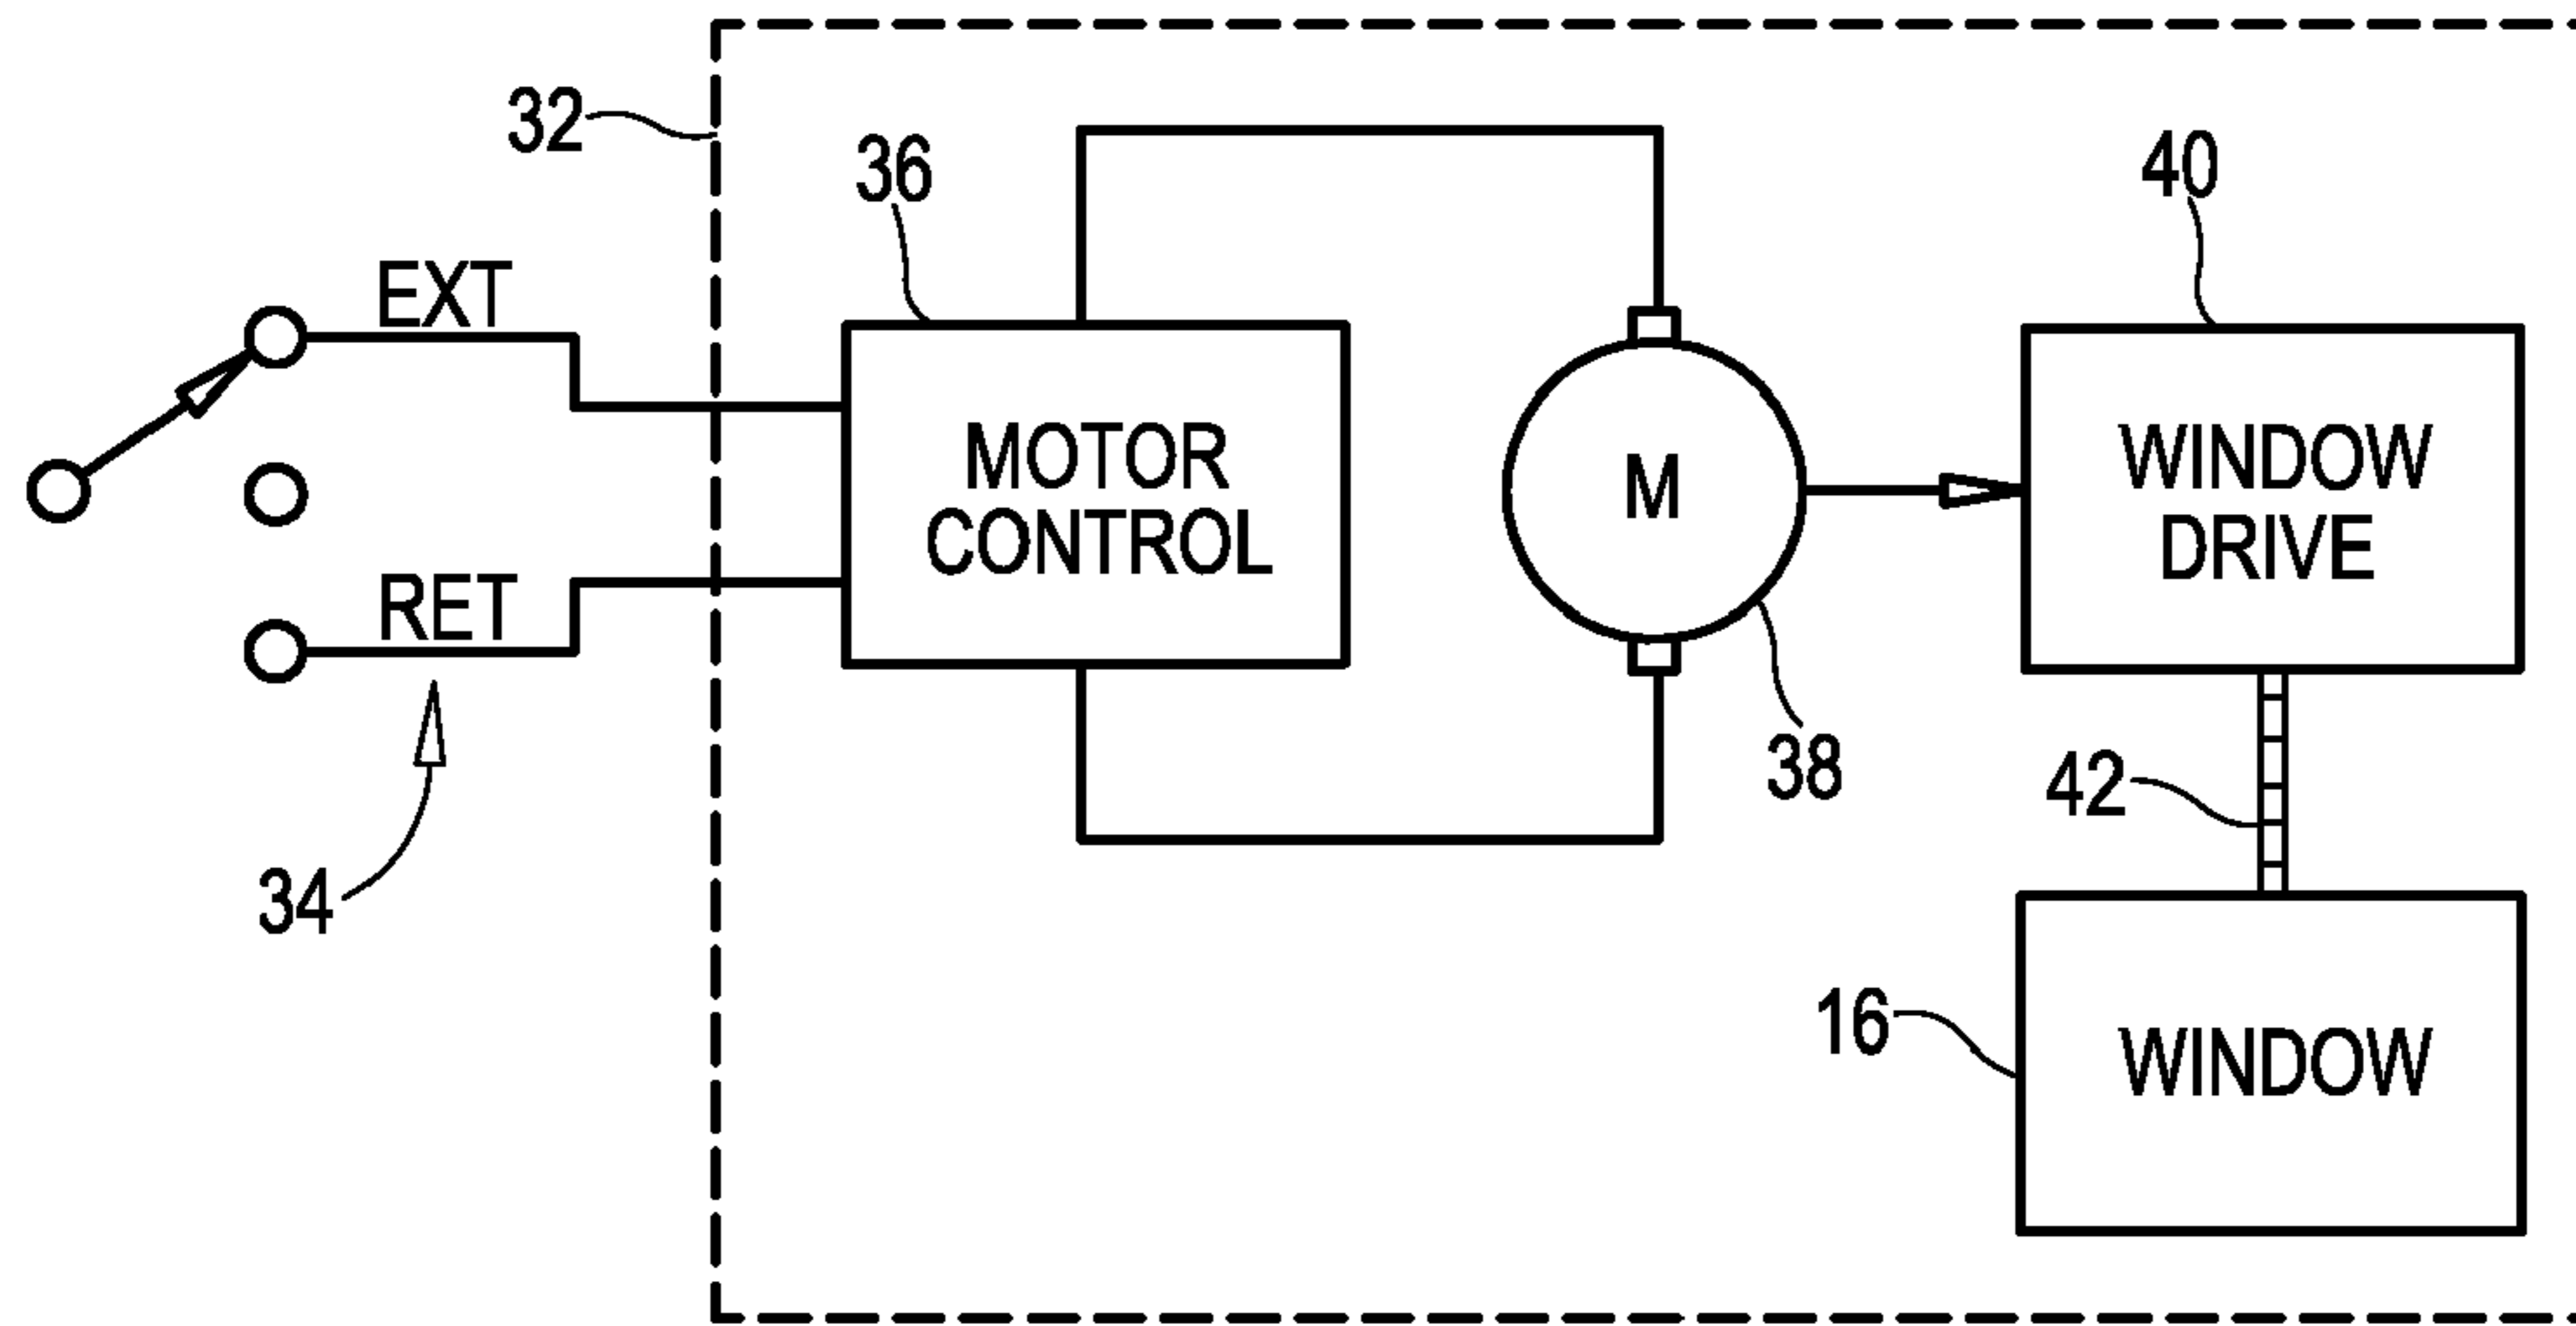 32
36
40
EXT
MOTOR
CONTROL
M
WINDOW
DRIVE
RET
38
42
34
16
WINDOW